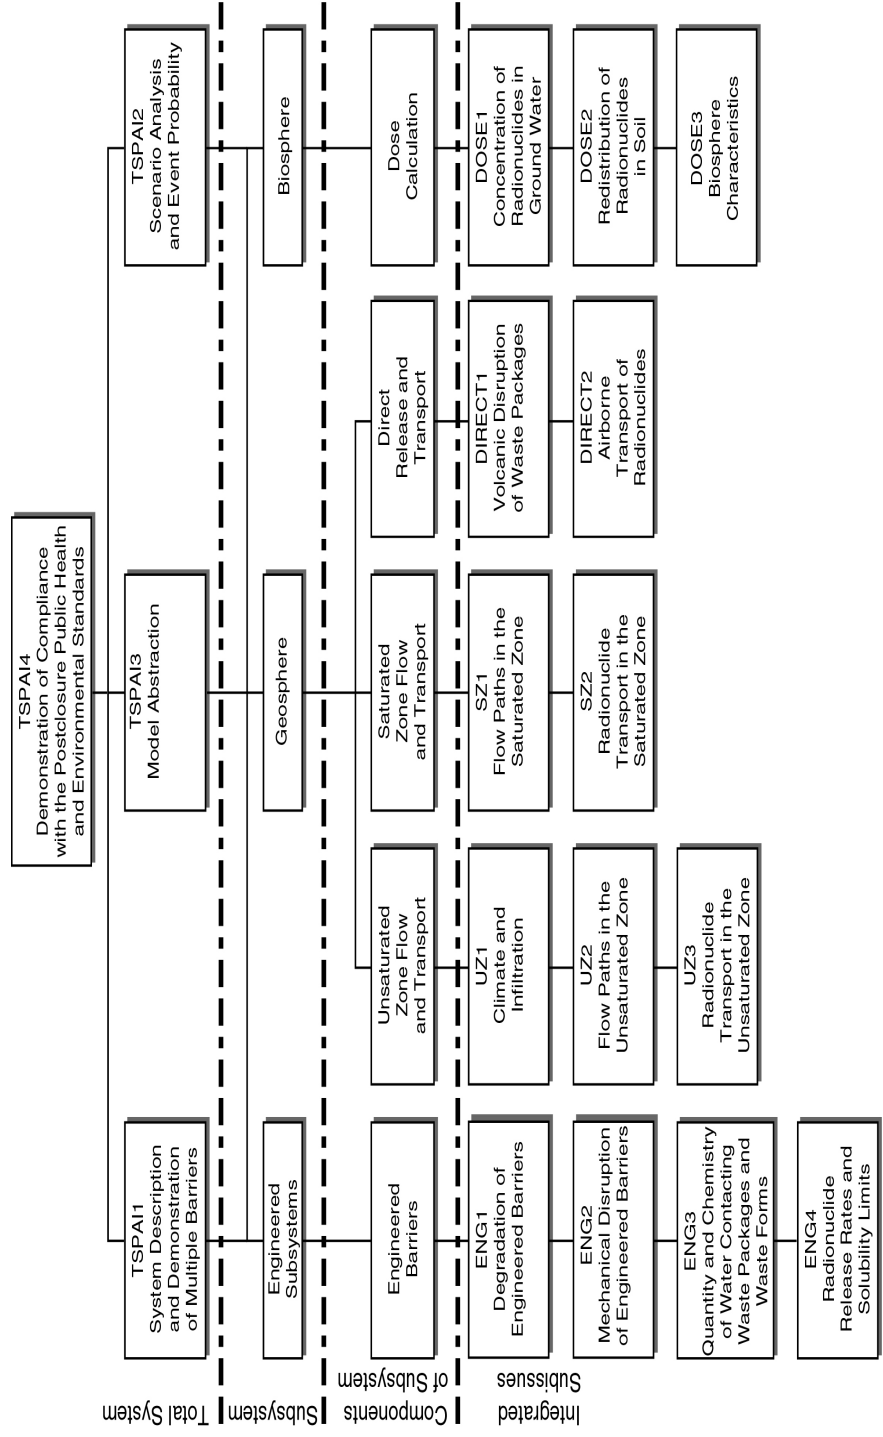 TSPAI4
Demonstration of Compliance
with the Postclosure Public Health
and Environmental Standards
Total System
TSPAI1
System Description
and Demonstration
of Multiple Barriers
TSPAI3
Model Abstraction
TSPAI2
Scenario Analysis
and Event Probability
Subsystem
Engineered
Subsystems
Geosphere
Biosphere
Components
of Subsystem
Engineered
Barriers
Unsaturated
Zone Flow
and Transport
Saturated
Zone Flow
and Transport
Direct
Release and
Transport
Dose
Calculation
Integrated
Subissues
ENG1
Degradation of
Engineered Barriers
UZ1
Climate and
Infiltration
SZ1
Flow Paths in the
Saturated Zone
DIRECT1
Volcanic Disruption
of Waste Packages
DOSE1
Concentration of
Radionuclides in
Ground Water
ENG2
Mechanical Disruption
of Engineered Barriers
UZ2
Flow Paths in the
Unsaturated Zone
SZ2
Radionuclide
Transport in the
Saturated Zone
DIRECT2
Airborne
Transport of
Radionuclides
DOSE2
Redistribution of
Radionuclides
in Soil
ENG3
Quantity and Chemistry
of Water Contacting
Waste Packages and
Waste Forms
UZ3
Radionuclide
Transport in the
Unsaturated Zone
DOSE3
Biosphere
Characteristics
ENG4
Radionuclide
Release Rates and
Solubility Limits